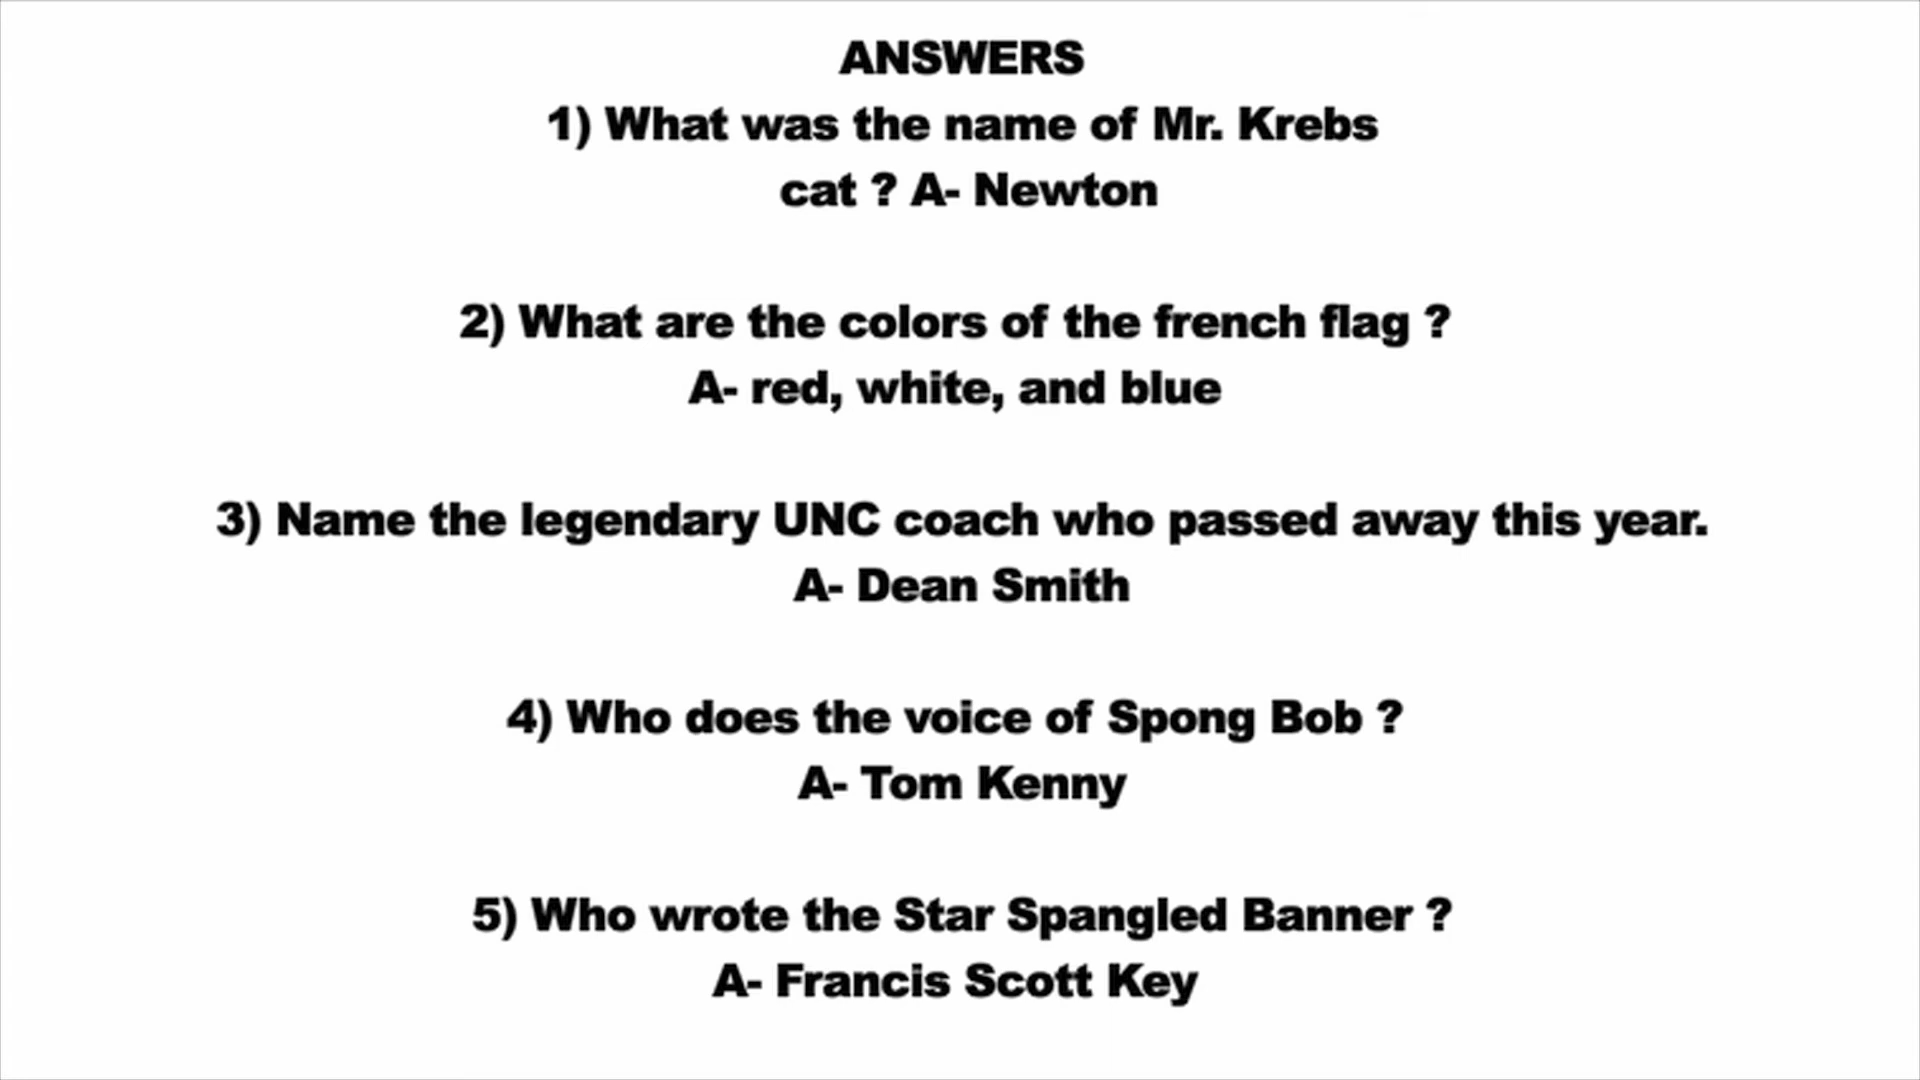 ANSWERS
1) What was the name of Mr. Krebs
cat ? A- Newton
2) What are the colors of the french flag ?
A- red, white, and blue
3) Name the legendary UNC coach who passed away this year.
A- Dean Smith
4) Who does the voice of Spong Bob ?
A- Tom Kenny
5) Who wrote the Star Spangled Banner ?
A- Francis Scott Key